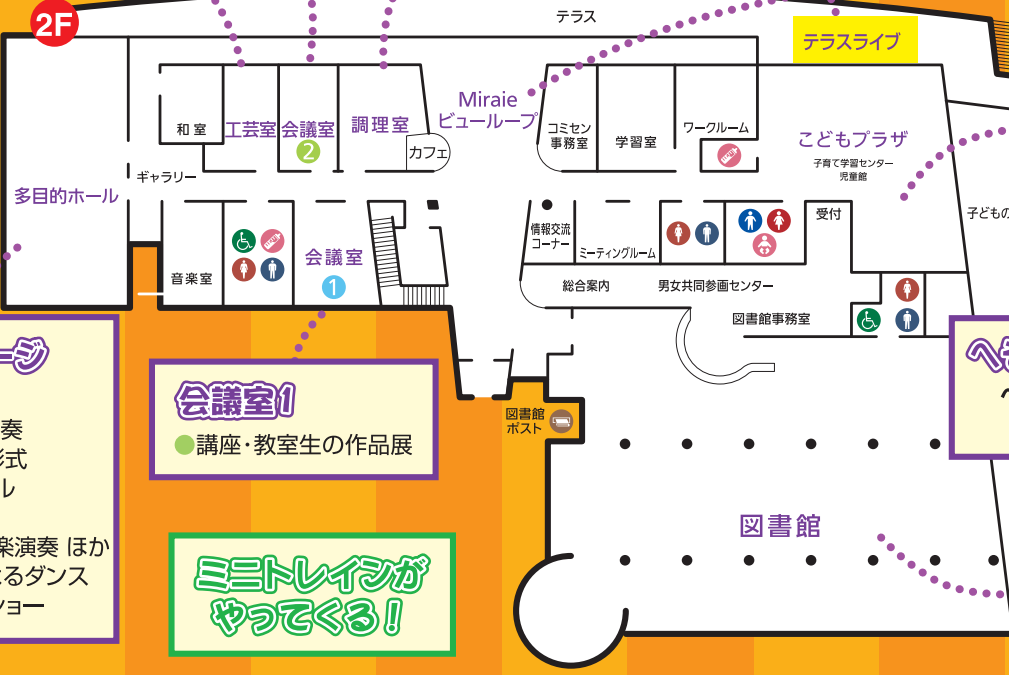 2F
テラス
テラスライブ
Miraie
ビューループ
和室
工芸室
会議室
2
調理室
カフェ
コミセン
事務室
学習室
ワークルーム
こどもプラザ
子育て学習センター
児童館
ギャラリー
多目的ホール
音楽室
会議室
1
情報交流
コーナー
ミーティングルーム
受付
子どもの
総合案内
男女共同参画センター
図書館事務室
図書館
ポスト
会議室1
●講座・教室生の作品展
ージ
奏
形式
ル
楽演奏 ほか
なるダンス
ショー
ミニトレインが
やってくる！
図書館